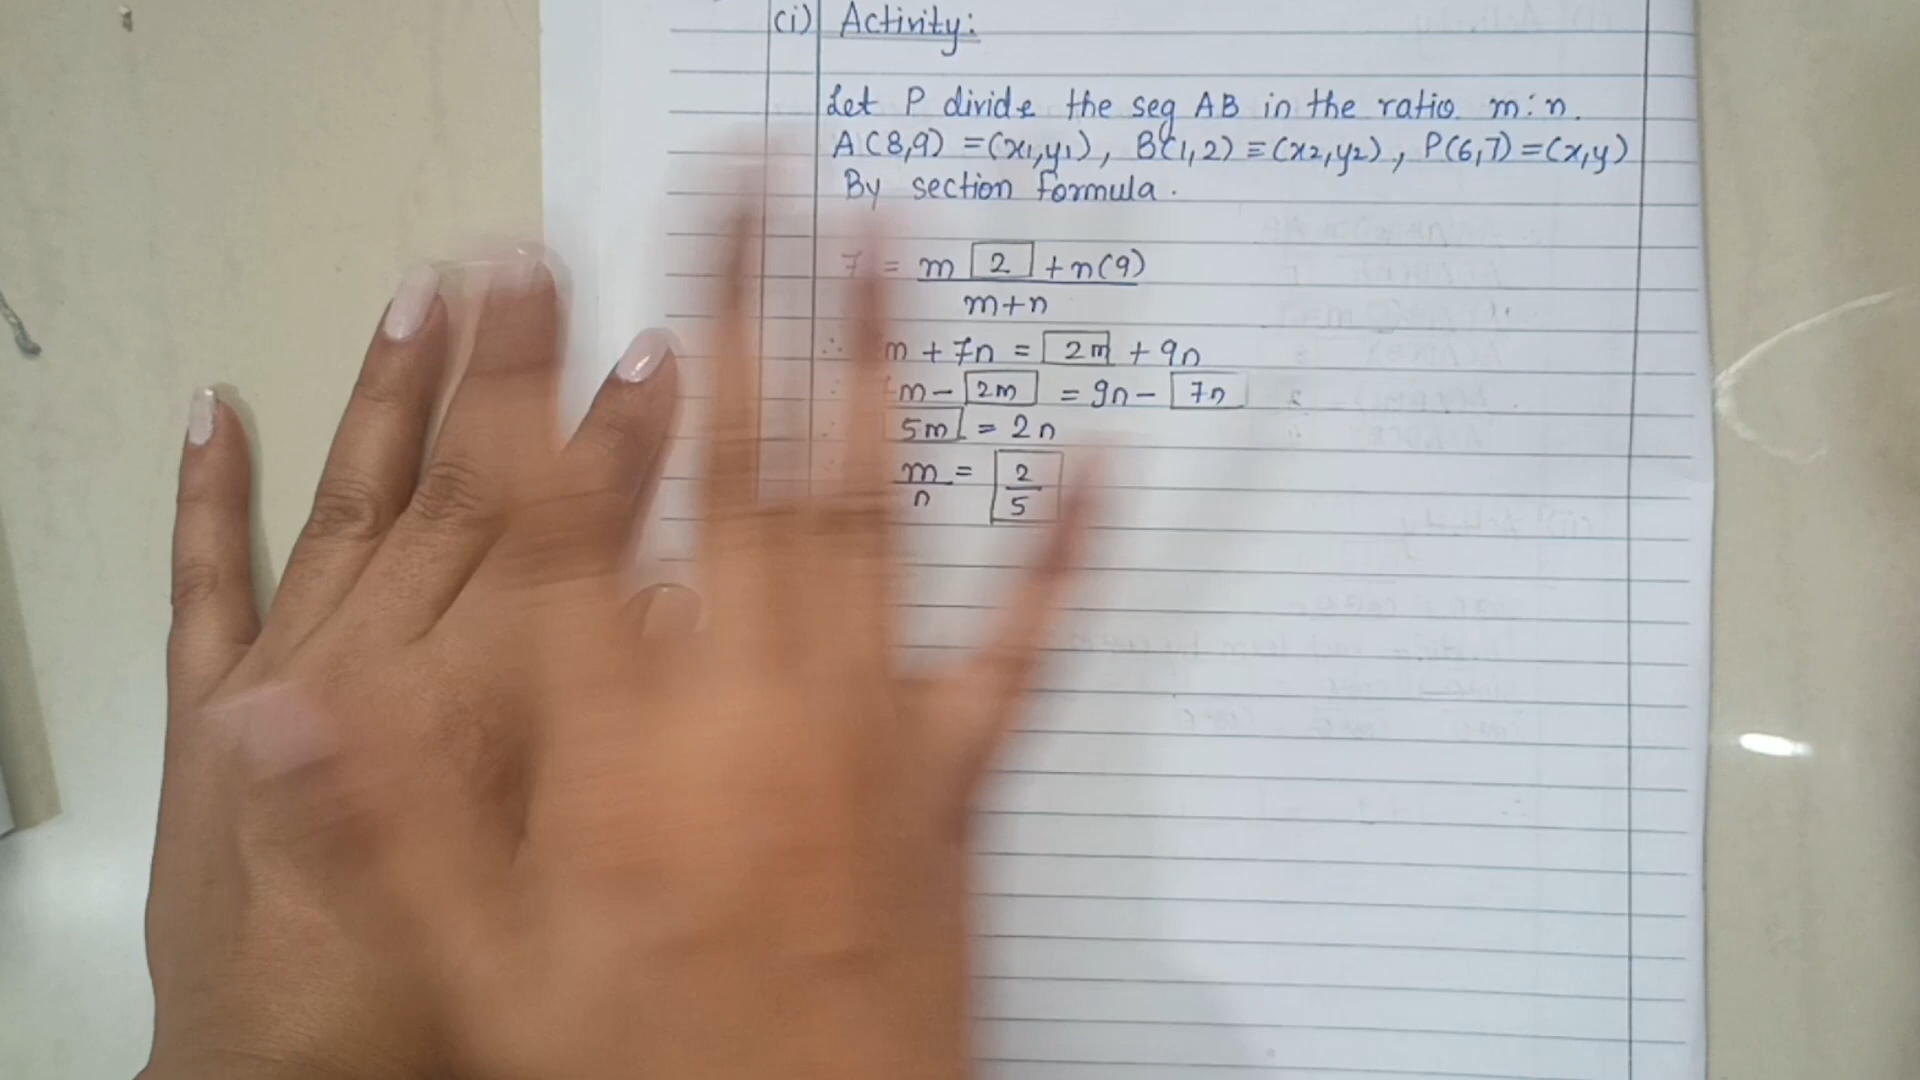 (i) Activity:
Let P divide the seg AB in the ratio m:n.
A(8,9) = (x1,y1), B(1,2) = (x2,y2), P(6,7) = (x,y)
By section formula.
7 = m 2 + n(9)
m+n
∴ m + 7n = 2m + 9n
∴ m - 2m = 9n - 7n
∴ 5m = 2n
m/n = 2/5